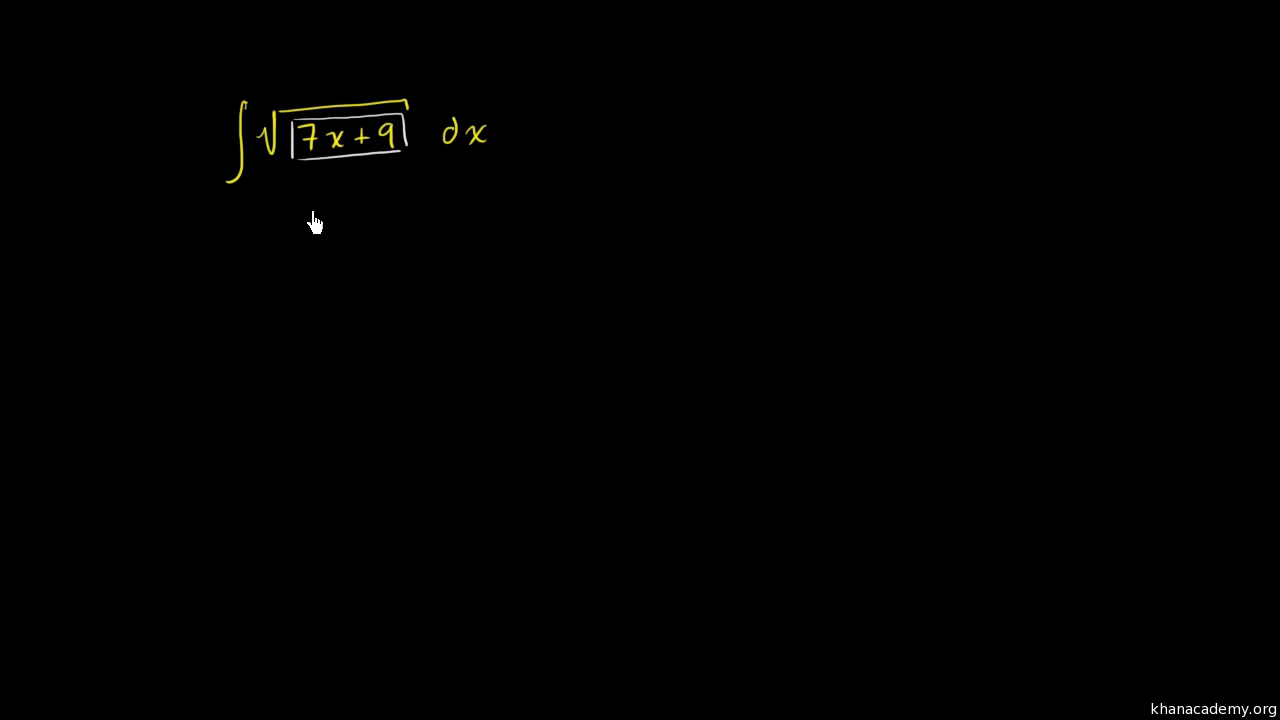 ∫ √(7x + 9) dx
khanacademy.org